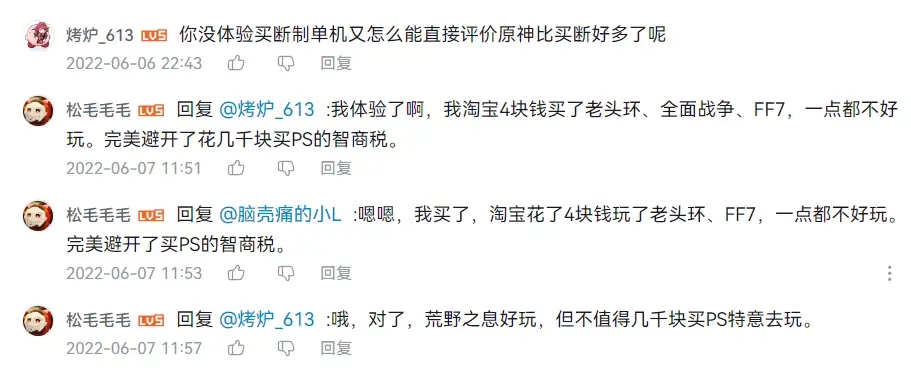 烤炉_613 LV5 你没体验买断制单机又怎么能直接评价原神比买断好多了呢
2022-06-06 22:43 回复
松毛毛毛 LV5 回复 @烤炉_613 :我体验了啊，我淘宝4块钱买了老头环、全面战争、FF7，一点都不好
玩。完美避开了花几千块买PS的智商税。
2022-06-07 11:51 回复
松毛毛毛 LV5 回复 @脑壳痛的小L :嗯嗯，我买了，淘宝花了4块钱玩了老头环、FF7，一点都不好玩。
完美避开了买PS的智商税。
2022-06-07 11:53 回复
松毛毛毛 LV5 回复 @烤炉_613 :哦，对了，荒野之息好玩，但不值得几千块买PS特意去玩。
2022-06-07 11:57 回复